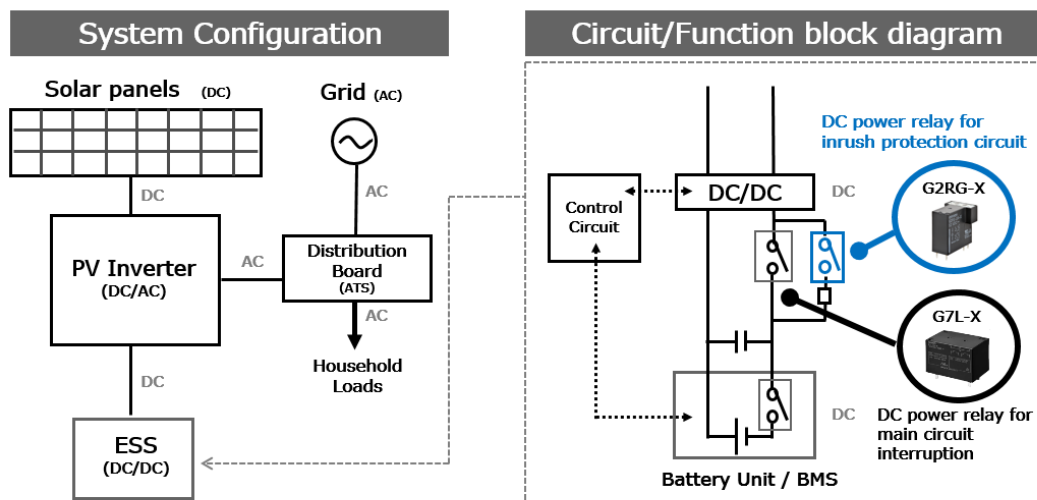 System Configuration
Circuit/Function block diagram
Solar panels (DC)
Grid (AC)
DC
AC
PV Inverter
(DC/AC)
AC
Distribution
Board
(ATS)
AC
Household
Loads
DC
ESS
(DC/DC)
DC power relay for
inrush protection circuit
G2RG-X
Control
Circuit
DC/DC
DC
G7L-X
DC
DC power relay for
main circuit
interruption
Battery Unit / BMS